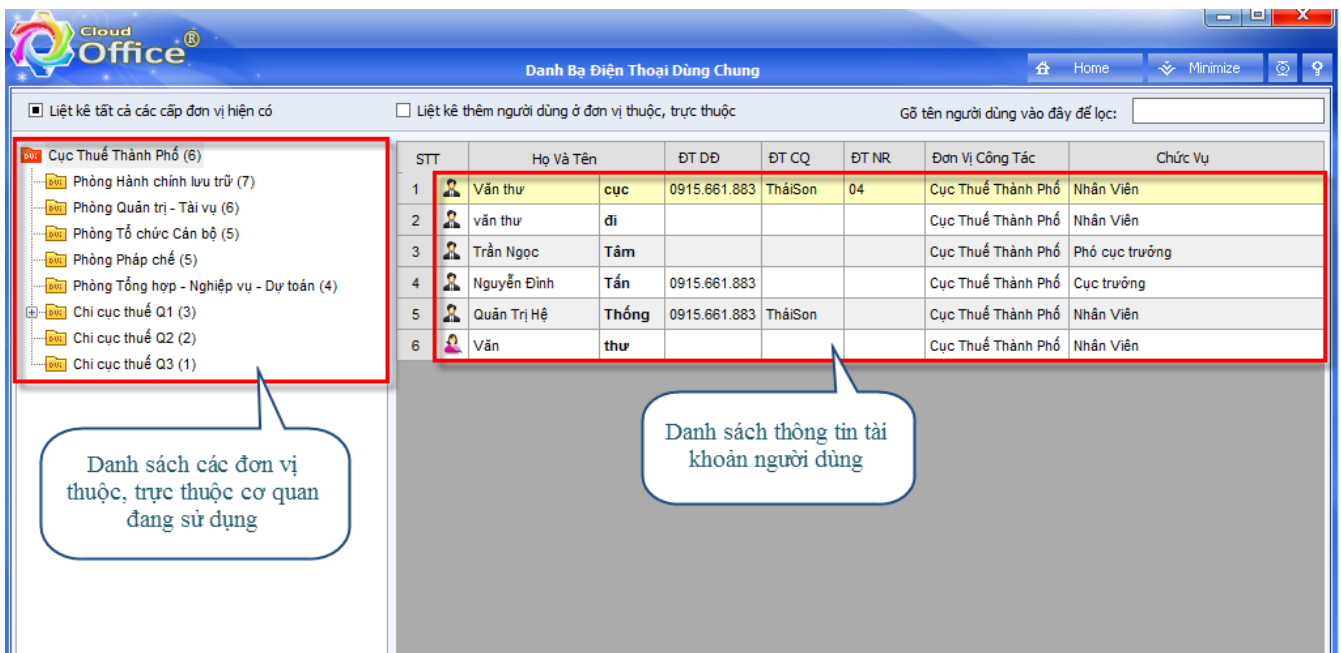 Cloud
Office®
Danh Bạ Điện Thoại Dùng Chung
Home
Minimize
Liệt kê tất cả các cấp đơn vị hiện có
Liệt kê thêm người dùng ở đơn vị thuộc, trực thuộc
Gõ tên người dùng vào đây để lọc:
Cục Thuế Thành Phố (6)
Phòng Hành chính lưu trữ (7)
Phòng Quản trị - Tài vụ (6)
Phòng Tổ chức Cán bộ (5)
Phòng Pháp chế (5)
Phòng Tổng hợp - Nghiệp vụ - Dự toán (4)
Chi cục thuế Q1 (3)
Chi cục thuế Q2 (2)
Chi cục thuế Q3 (1)
STT Họ Và Tên ĐT DĐ ĐT CQ ĐT NR Đơn Vị Công Tác Chức Vụ
1 Văn thư cục 0915.661.883 TháiSon 04 Cục Thuế Thành Phố Nhân Viên
2 văn thư đi Cục Thuế Thành Phố Nhân Viên
3 Trần Ngọc Tâm Cục Thuế Thành Phố Phó cục trưởng
4 Nguyễn Đình Tấn 0915.661.883 Cục Thuế Thành Phố Cục trưởng
5 Quản Trị Hệ Thống 0915.661.883 TháiSon Cục Thuế Thành Phố Nhân Viên
6 Văn thư Cục Thuế Thành Phố Nhân Viên
Danh sách các đơn vị
thuộc, trực thuộc cơ quan
đang sử dụng
Danh sách thông tin tài
khoản người dùng